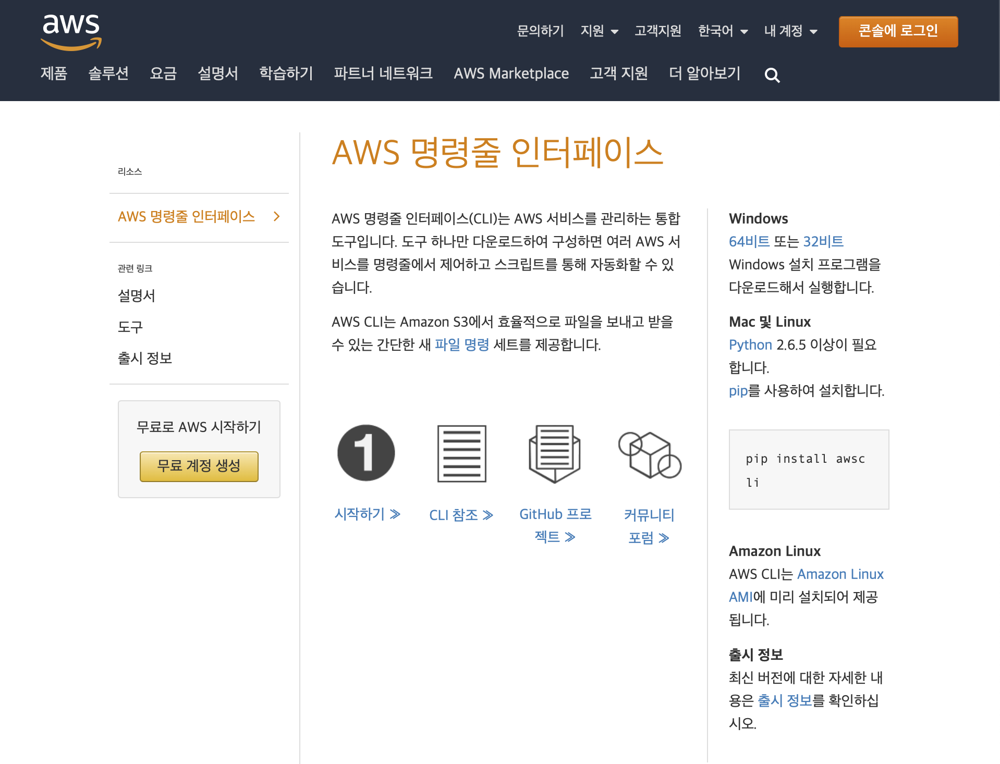 aws
문의하기 지원 고객지원 한국어 내 계정 콘솔에 로그인
제품 솔루션 요금 설명서 학습하기 파트너 네트워크 AWS Marketplace 고객 지원 더 알아보기
리소스
AWS 명령줄 인터페이스
관련 링크
설명서
도구
출시 정보
무료로 AWS 시작하기
무료 계정 생성
AWS 명령줄 인터페이스
AWS 명령줄 인터페이스(CLI)는 AWS 서비스를 관리하는 통합
도구입니다. 도구 하나만 다운로드하여 구성하면 여러 AWS 서
비스를 명령줄에서 제어하고 스크립트를 통해 자동화할 수 있
습니다.
AWS CLI는 Amazon S3에서 효율적으로 파일을 보내고 받을
수 있는 간단한 새 파일 명령 세트를 제공합니다.
1
시작하기 ≫
CLI 참조 ≫
GitHub 프로
젝트 ≫
커뮤니티
포럼 ≫
Windows
64비트 또는 32비트
Windows 설치 프로그램을
다운로드해서 실행합니다.
Mac 및 Linux
Python 2.6.5 이상이 필요
합니다.
pip를 사용하여 설치합니다.
pip install awsc
li
Amazon Linux
AWS CLI는 Amazon Linux
AMI에 미리 설치되어 제공
됩니다.
출시 정보
최신 버전에 대한 자세한 내
용은 출시 정보를 확인하십
시오.